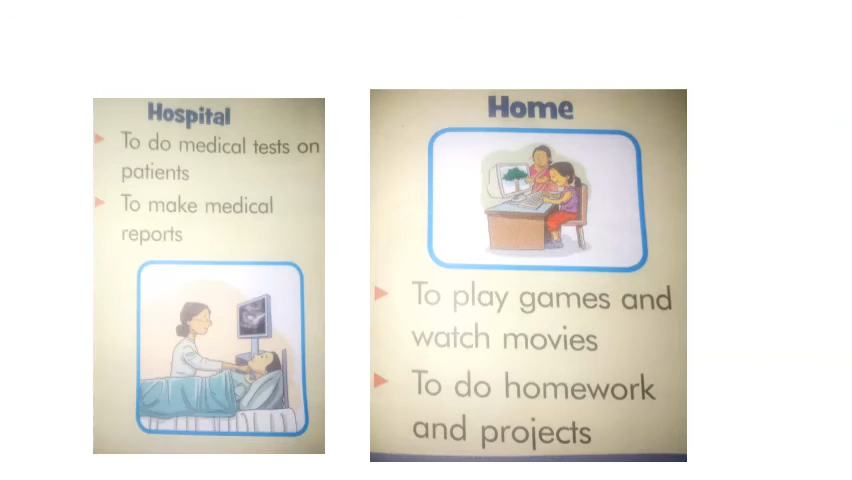 Hospital
To do medical tests on
patients
To make medical
reports
Home
To play games and
watch movies
To do homework
and projects